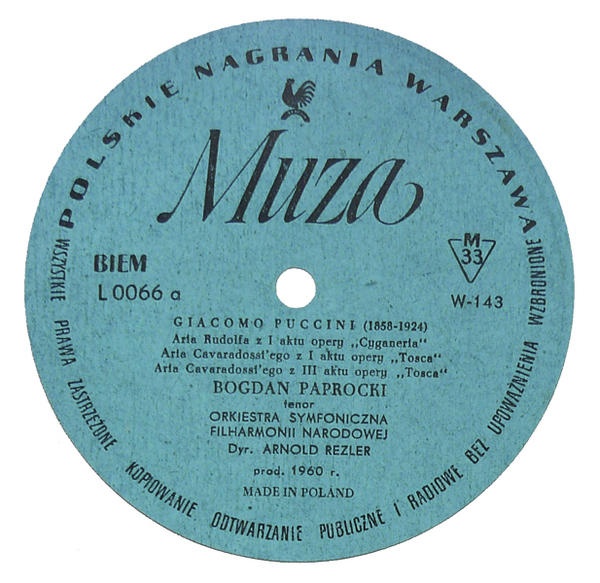 POLSKIE NAGRANIA WARSZAWA
Muza
BIEM
L 0066 a
M
33
W-143
GIACOMO PUCCINI (1858-1924)
Aria Rudolfa z I aktu opery „Cyganeria”
Aria Cavaradossi'ego z I aktu opery „Tosca”
Aria Cavaradossi'ego z III aktu opery „Tosca”
BOGDAN PAPROCKI
tenor
ORKIESTRA SYMFONICZNA
FILHARMONII NARODOWEJ
Dyr. ARNOLD REZLER
prod. 1960 r.
MADE IN POLAND
WSZYSTKIE PRAWA ZASTRZEŻONE KOPIOWANIE ODTWARZANIE PUBLICZNE I RADIOWE BEZ UPOWAŻNIENIA WZBRONIONE